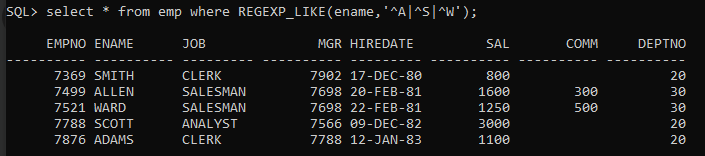 SQL> select * from emp where REGEXP_LIKE(ename,'^A|^S|^W');
EMPNO ENAME JOB MGR HIREDATE SAL COMM DEPTNO
---------- ---------- --------- ---------- --------- ---------- ---------- ----------
7369 SMITH CLERK 7902 17-DEC-80 800 20
7499 ALLEN SALESMAN 7698 20-FEB-81 1600 300 30
7521 WARD SALESMAN 7698 22-FEB-81 1250 500 30
7788 SCOTT ANALYST 7566 09-DEC-82 3000 20
7876 ADAMS CLERK 7788 12-JAN-83 1100 20